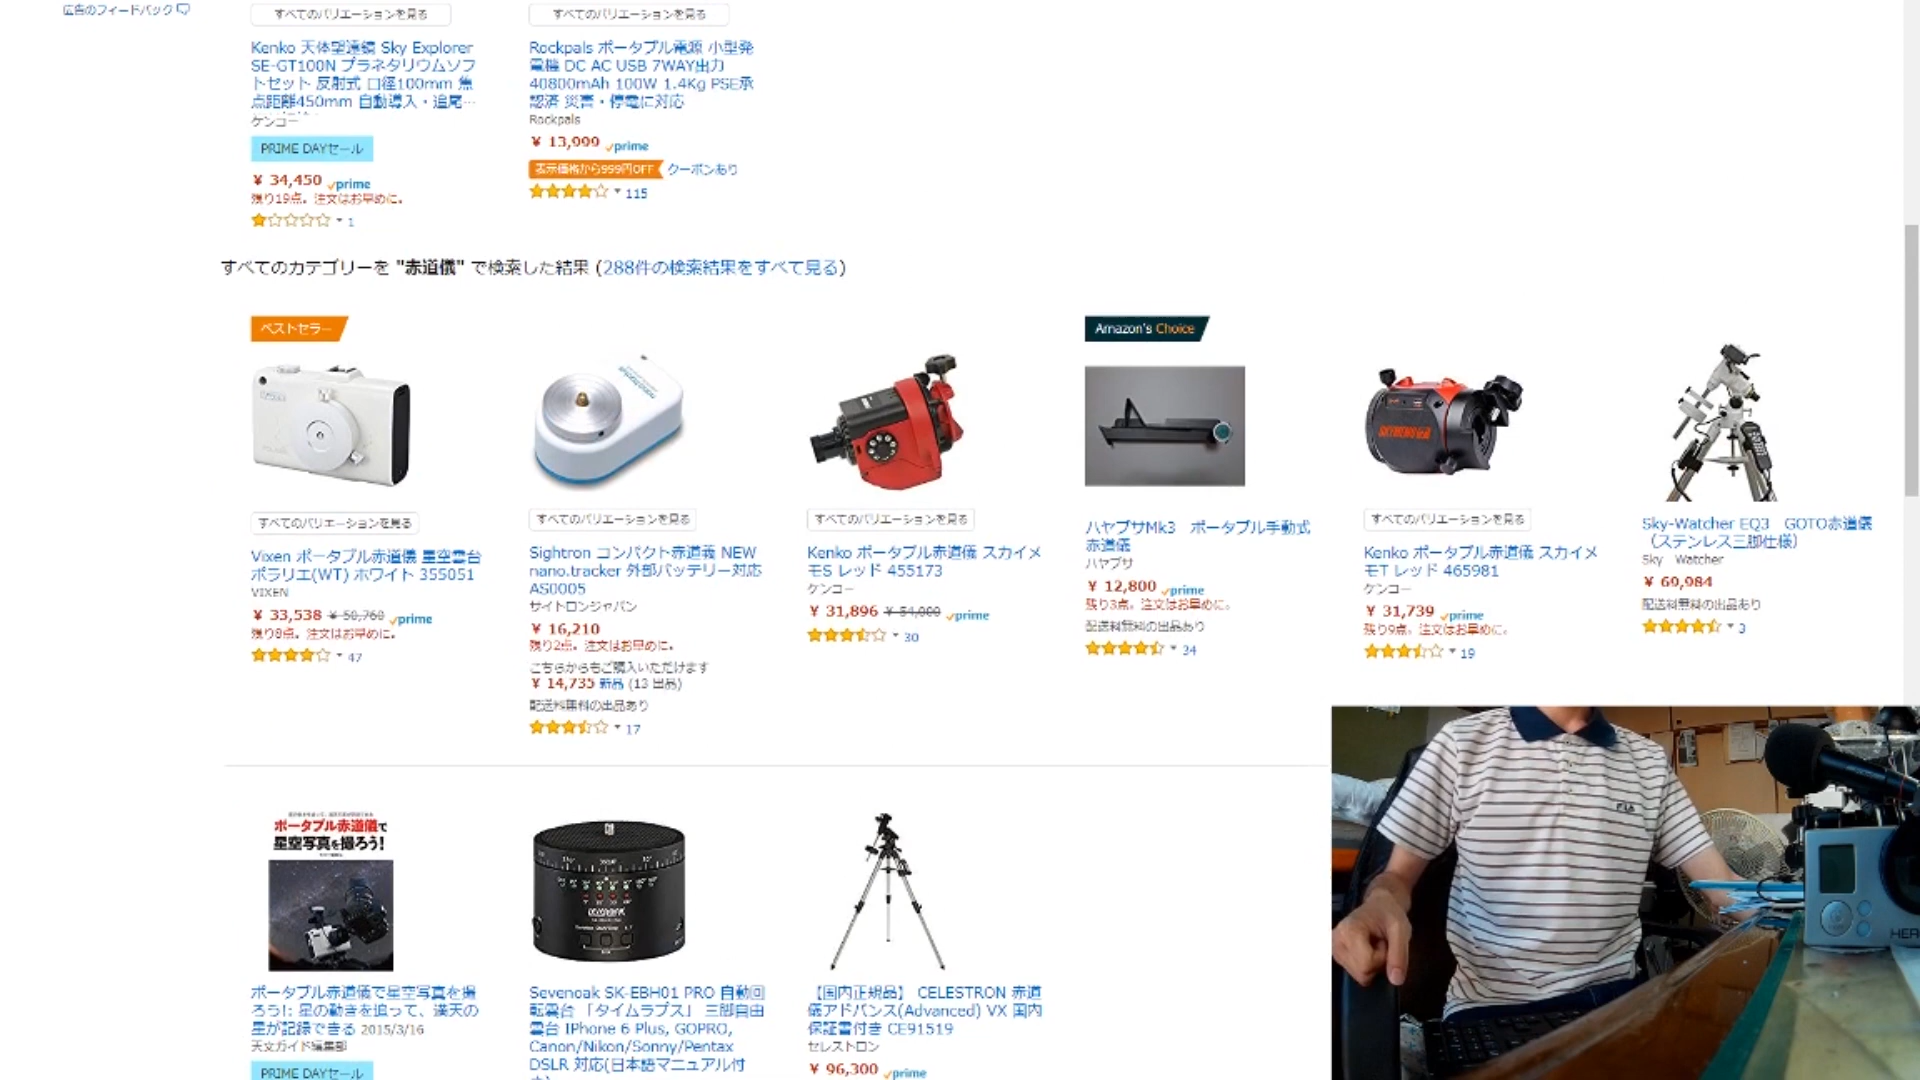 広告のフィードバック
すべてのバリエーションを見る
Kenko 天体望遠鏡 Sky Explorer
SE-GT100N プラネタリウムソフ
トセット 反射式 口径100mm 焦
点距離450mm 自動導入・追尾…
ケンコー
PRIME DAYセール
¥ 34,450 prime
残り19点。注文はお早めに。
1
すべてのバリエーションを見る
Rockpals ポータブル電源 小型発
電機 DC AC USB 7WAY出力
40800mAh 100W 1.4Kg PSE承
認済 災害・停電に対応
Rockpals
¥ 13,999 prime
表示価格から999円OFF クーポンあり
115
すべてのカテゴリーを "赤道儀" で検索した結果 (288件の検索結果をすべて見る)
ベストセラー
すべてのバリエーションを見る
Vixen ポータブル赤道儀 星空雲台
ポラリエ(WT) ホワイト 355051
VIXEN
¥ 33,538 ¥ 50,760 prime
残り8点。注文はお早めに。
47
すべてのバリエーションを見る
Sightron コンパクト赤道義 NEW
nano.tracker 外部バッテリー対応
AS0005
サイトロンジャパン
¥ 16,210
残り2点。注文はお早めに。
こちらからもご購入いただけます
¥ 14,735 新品 (13 出品)
配送料無料の出品あり
17
すべてのバリエーションを見る
Kenko ポータブル赤道儀 スカイメ
モS レッド 455173
ケンコー
¥ 31,896 ¥ 54,000 prime
30
Amazon's Choice
ハヤブサMk3 ポータブル手動式
赤道儀
ハヤブサ
¥ 12,800 prime
残り3点。注文はお早めに。
配送料無料の出品あり
34
SKYMEMO
すべてのバリエーションを見る
Kenko ポータブル赤道儀 スカイメ
モT レッド 465981
ケンコー
¥ 31,739 prime
残り9点。注文はお早めに。
19
Sky-Watcher EQ3 GOTO赤道儀
(ステンレス三脚仕様)
Sky Watcher
¥ 69,984
配送料無料の出品あり
3
ポータブル赤道儀で
星空写真を撮ろう!
ポータブル赤道儀で星空写真を撮
ろう!: 星の動きを追って、満天の
星が記録できる 2015/3/16
天文ガイド編集部
PRIME DAYセール
Sevenoak SK-EBH01 PRO 自動回
転雲台 「タイムラプス」 三脚自由
雲台 IPhone 6 Plus, GOPRO,
Canon/Nikon/Sonny/Pentax
DSLR 対応(日本語マニュアル付
【国内正規品】 CELESTRON 赤道
儀アドバンス(Advanced) VX 国内
保証書付き CE91519
セレストロン
¥ 96,300 prime
FILA
HER